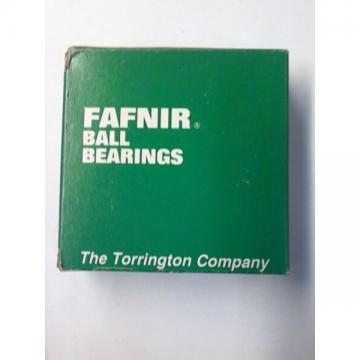 FAFNIR®
BALL
BEARINGS
The Torrington Company